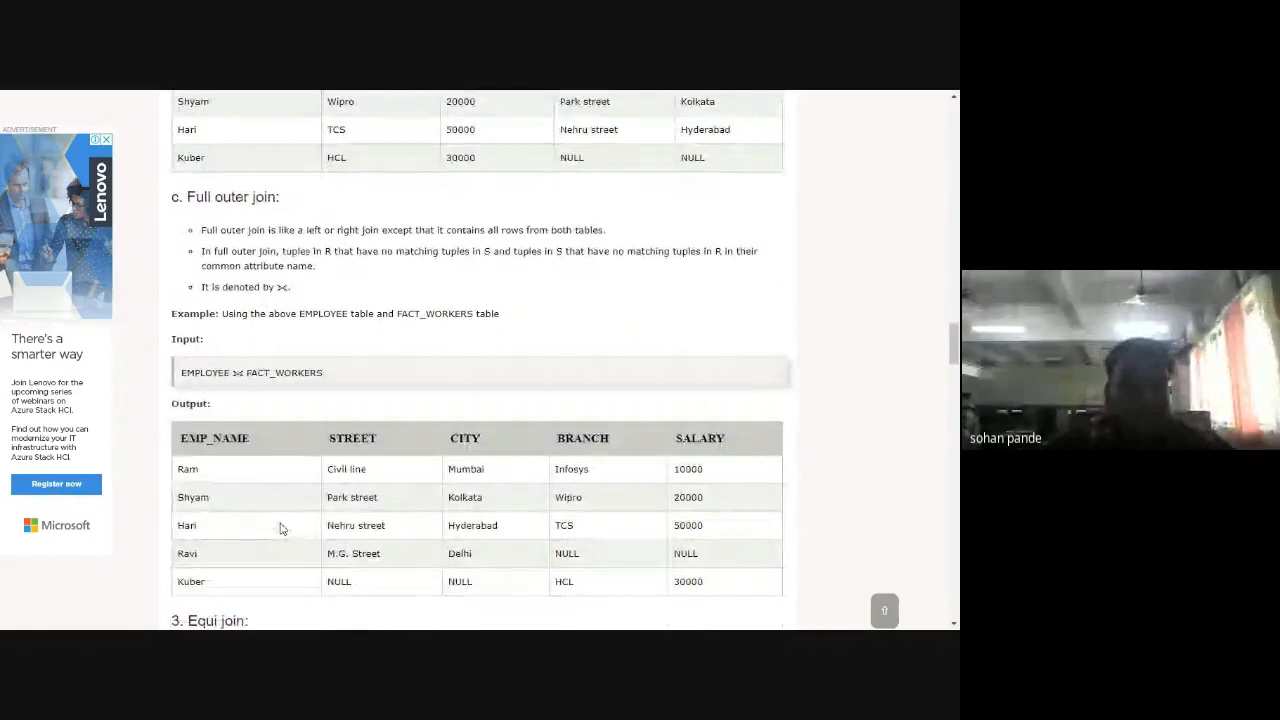 Shyam Wipro 20000 Park street Kolkata
Hari TCS 50000 Nehru street Hyderabad
Kuber HCL 30000 NULL NULL
c. Full outer join:
Full outer join is like a left or right join except that it contains all rows from both tables.
In full outer join, tuples in R that have no matching tuples in S and tuples in S that have no matching tuples in R in their
common attribute name.
It is denoted by ⟗.
Example: Using the above EMPLOYEE table and FACT_WORKERS table
Input:
EMPLOYEE ⟗ FACT_WORKERS
Output:
EMP_NAME STREET CITY BRANCH SALARY
Ram Civil line Mumbai Infosys 10000
Shyam Park street Kolkata Wipro 20000
Hari Nehru street Hyderabad TCS 50000
Ravi M.G. Street Delhi NULL NULL
Kuber NULL NULL HCL 30000
3. Equi join:
ADVERTISEMENT
Lenovo
There's a
smarter way
Join Lenovo for the
upcoming series
of webinars on
Azure Stack HCI.
Find out how you can
modernize your IT
infrastructure with
Azure Stack HCI.
Register now
Microsoft
sohan pande